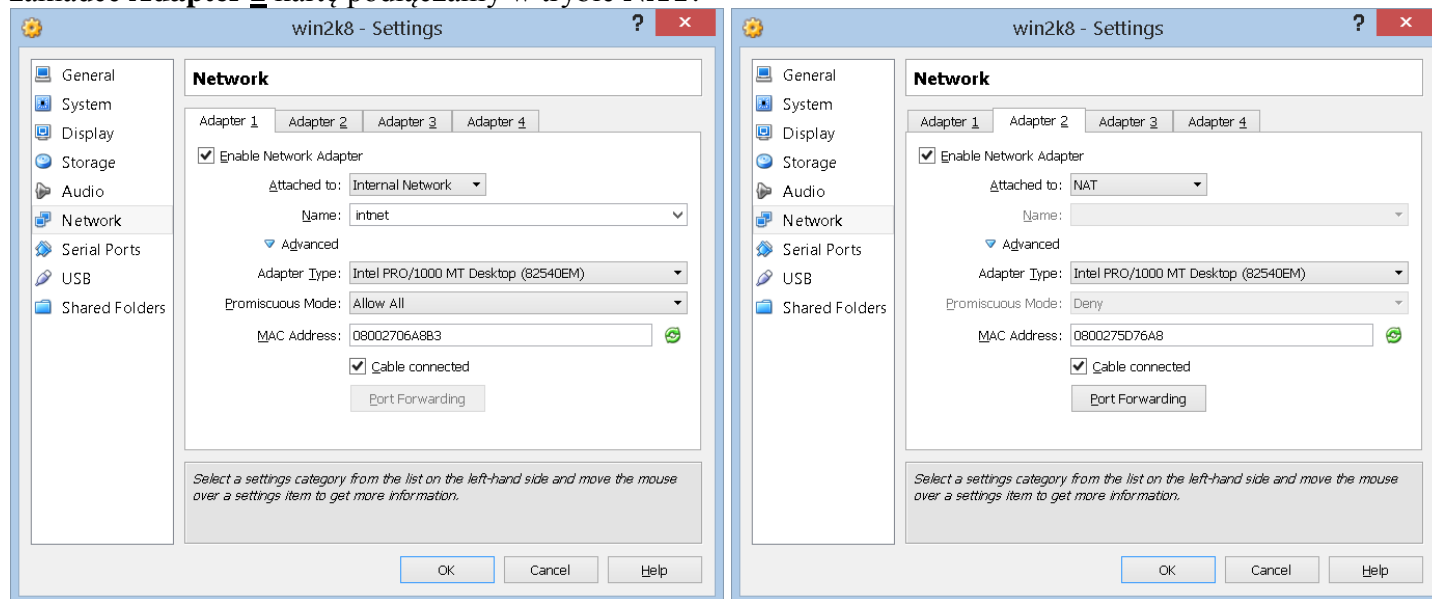 zakładce Adapter 2 kartę podłączamy w trybie NAT.
win2k8 - Settings
?
×
General
System
Display
Storage
Audio
Network
Serial Ports
USB
Shared Folders
Network
Adapter 1
Adapter 2
Adapter 3
Adapter 4
Enable Network Adapter
Attached to: Internal Network
Name: intnet
Advanced
Adapter Type: Intel PRO/1000 MT Desktop (82540EM)
Promiscuous Mode: Allow All
MAC Address: 08002706A8B3
Cable connected
Port Forwarding
Select a settings category from the list on the left-hand side and move the mouse
over a settings item to get more information.
OK
Cancel
Help
win2k8 - Settings
?
×
General
System
Display
Storage
Audio
Network
Serial Ports
USB
Shared Folders
Network
Adapter 1
Adapter 2
Adapter 3
Adapter 4
Enable Network Adapter
Attached to: NAT
Name:
Advanced
Adapter Type: Intel PRO/1000 MT Desktop (82540EM)
Promiscuous Mode: Deny
MAC Address: 0800275D76A8
Cable connected
Port Forwarding
Select a settings category from the list on the left-hand side and move the mouse
over a settings item to get more information.
OK
Cancel
Help